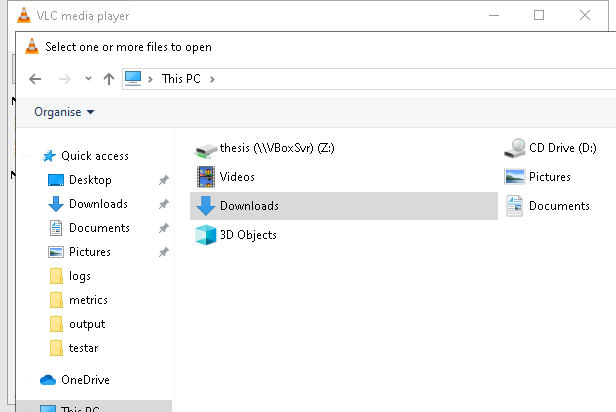 VLC media player
Select one or more files to open
This PC
Organise
Quick access
Desktop
Downloads
Documents
Pictures
logs
metrics
output
testar
OneDrive
This PC
thesis (\\VBoxSvr) (Z:)
CD Drive (D:)
Videos
Pictures
Downloads
Documents
3D Objects